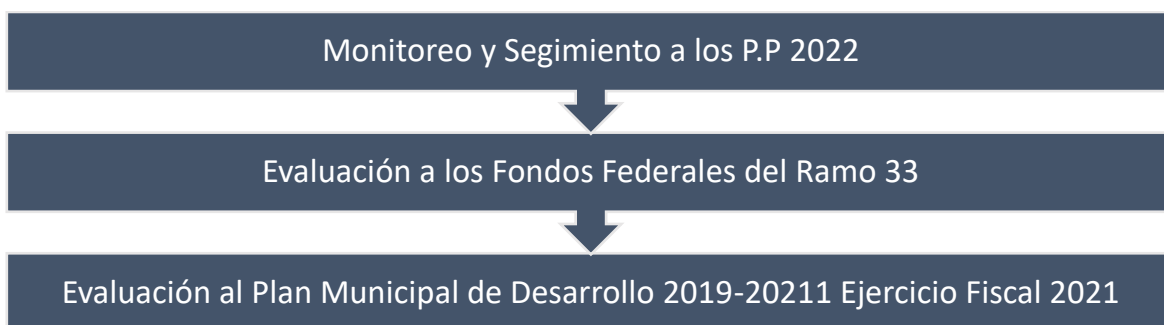 Monitoreo y Segimiento a los P.P 2022
Evaluación a los Fondos Federales del Ramo 33
Evaluación al Plan Municipal de Desarrollo 2019-20211 Ejercicio Fiscal 2021